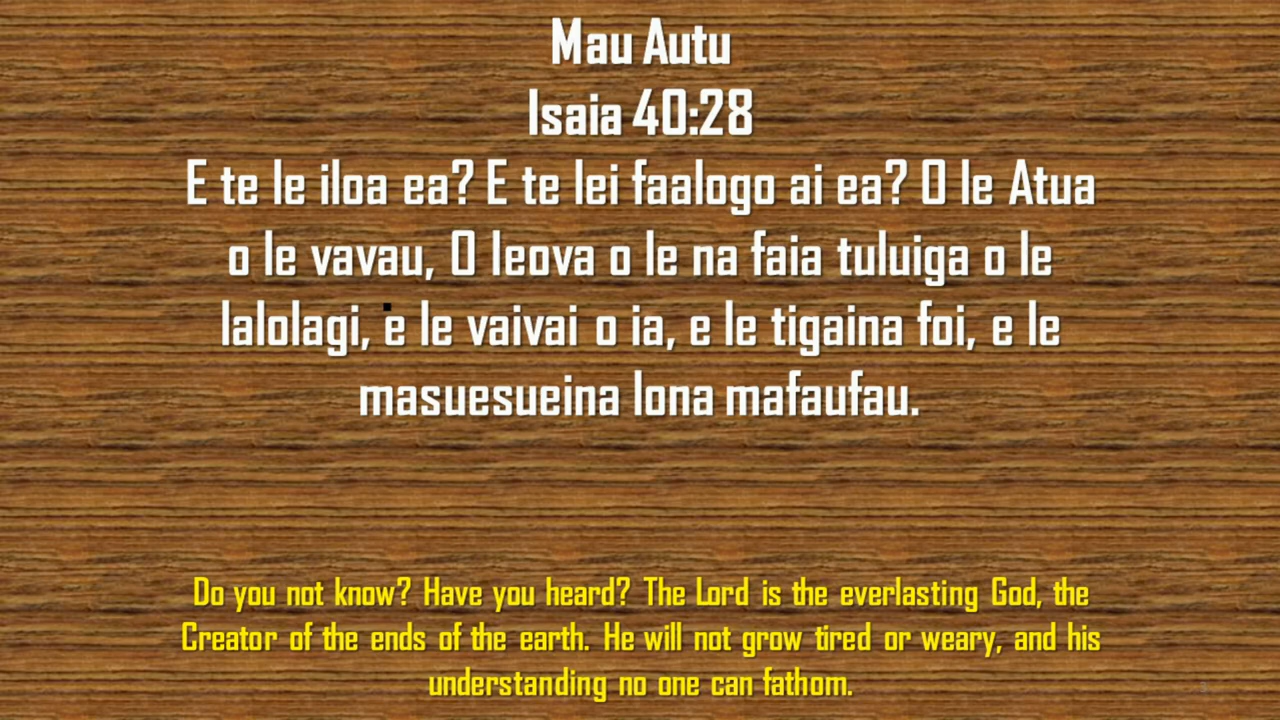 Mau Autu
Isaia 40:28
E te le iloa ea? E te lei faalogo ai ea? O le Atua
o le vavau, O Ieova o le na faia tuluiga o le
lalolagi, e le vaivai o ia, e le tigaina foi, e le
masuesueina lona mafaufau.
Do you not know? Have you heard? The Lord is the everlasting God, the
Creator of the ends of the earth. He will not grow tired or weary, and his
understanding no one can fathom.